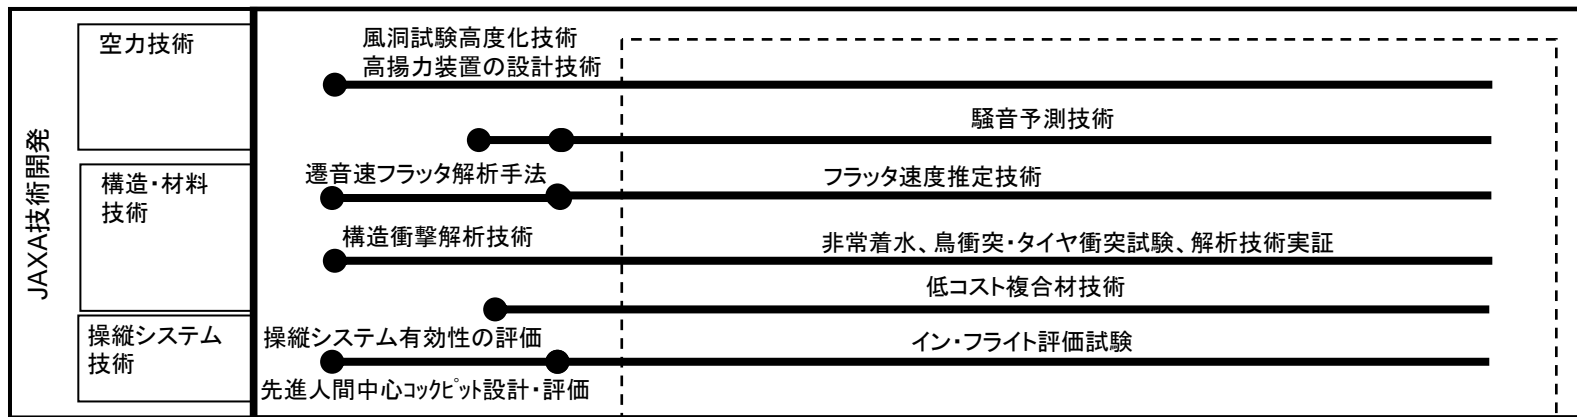 JAXA技術開発
空力技術
風洞試験高度化技術
高揚力装置の設計技術
騒音予測技術
構造・材料
技術
遷音速フラッタ解析手法
フラッタ速度推定技術
構造衝撃解析技術
非常着水、鳥衝突・タイヤ衝突試験、解析技術実証
低コスト複合材技術
操縦システム
技術
操縦システム有効性の評価
イン・フライト評価試験
先進人間中心ｺｯｸﾋﾟｯﾄ設計・評価